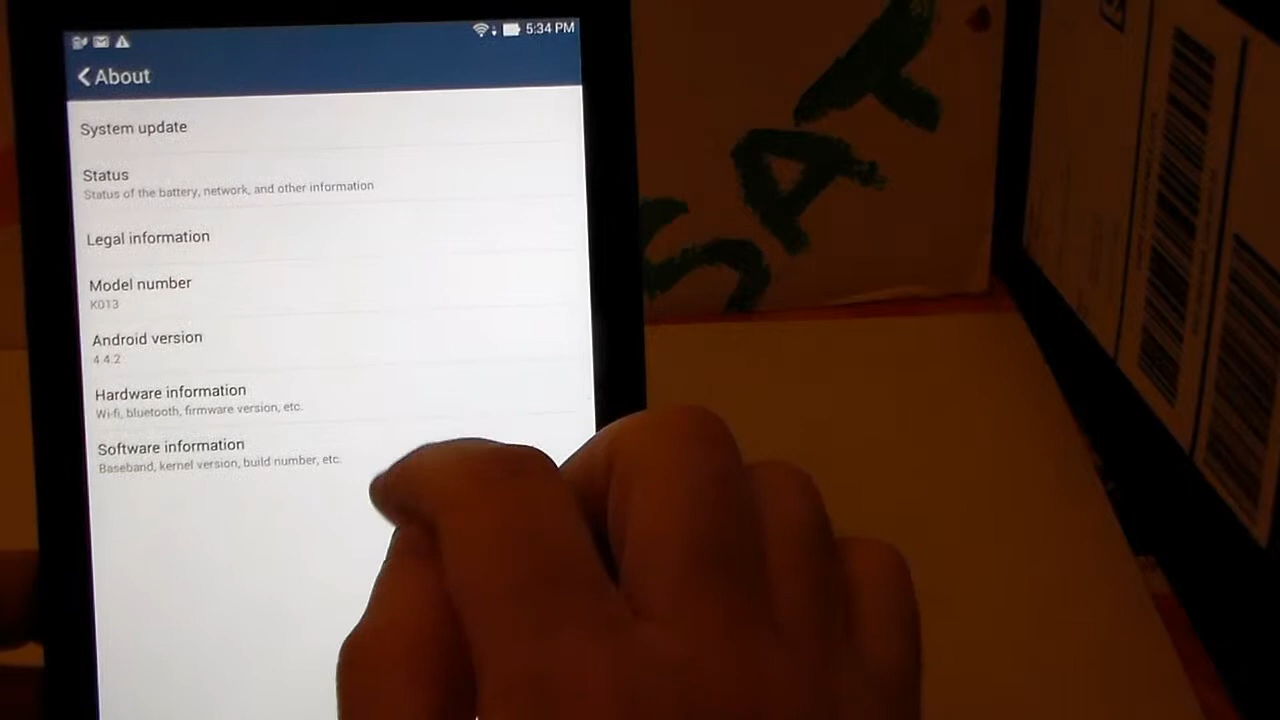 5:34 PM
About
System update
Status
Status of the battery, network, and other information
Legal information
Model number
K013
Android version
4.4.2
Hardware information
Wi-fi, bluetooth, firmware version, etc.
Software information
Baseband, kernel version, build number, etc.
SAY